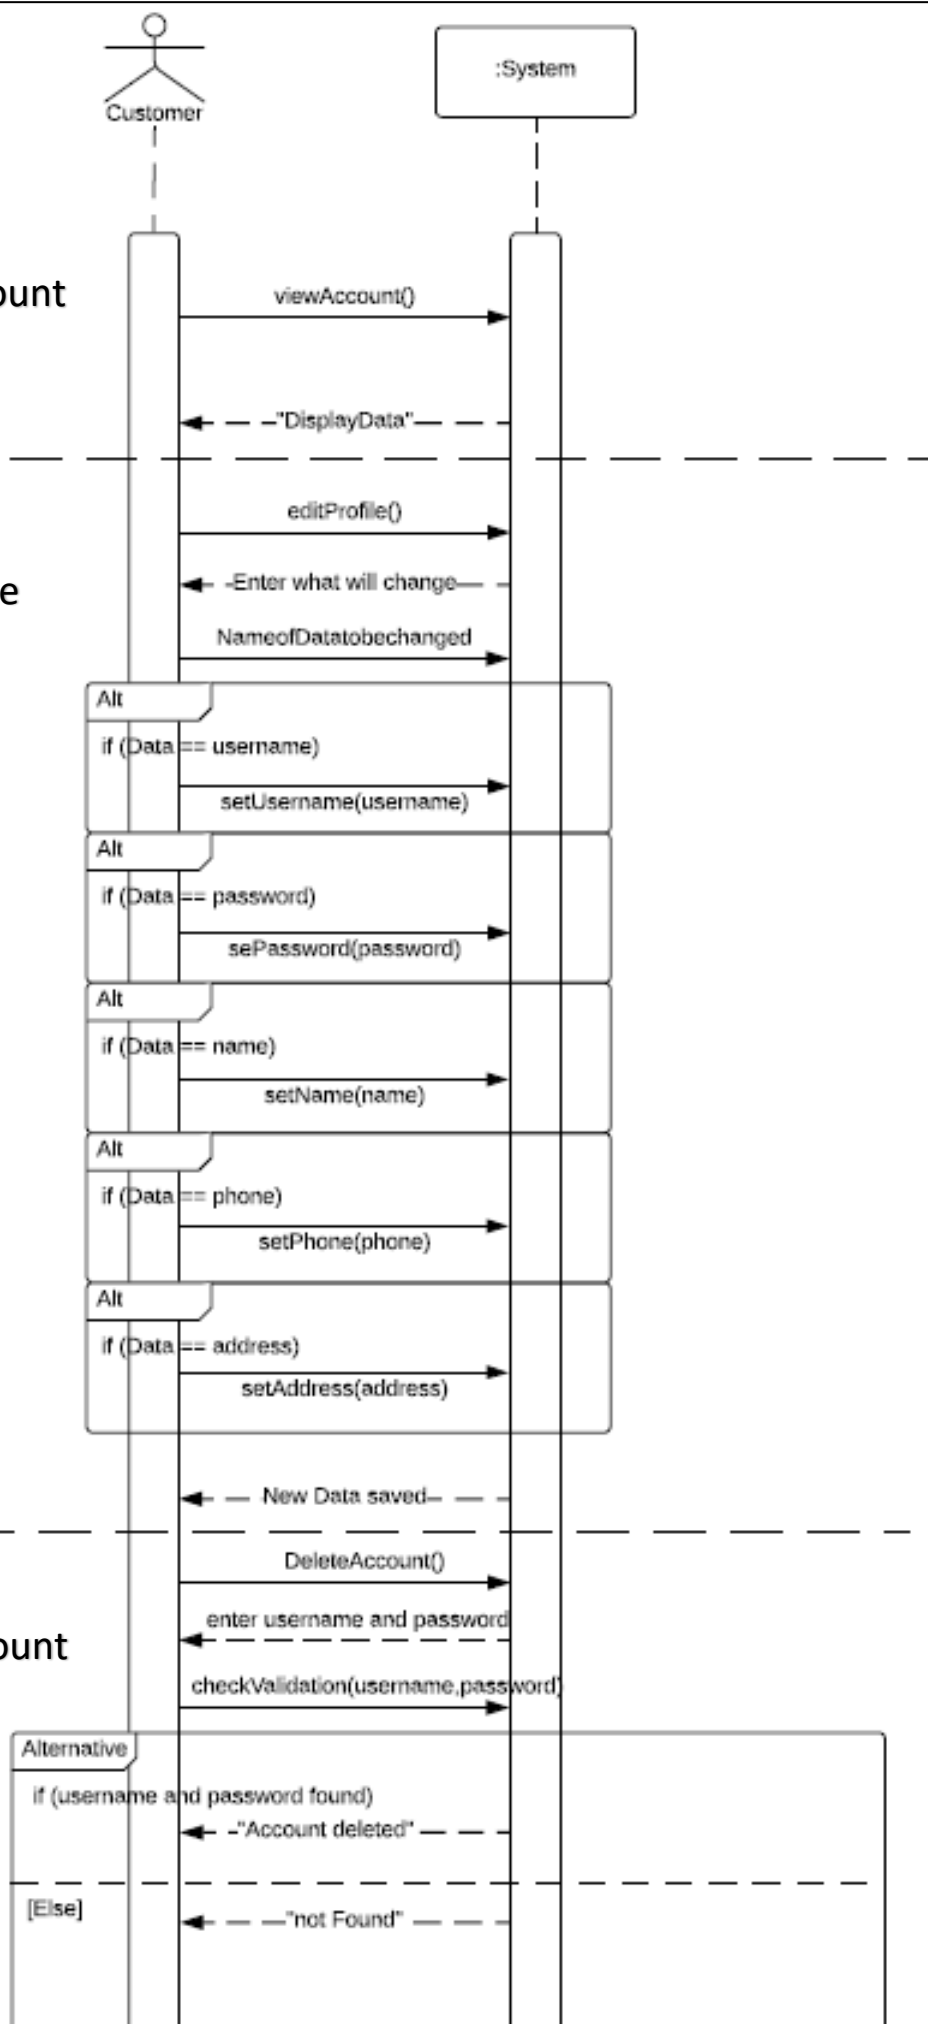 Customer
:System
ount
viewAccount()
"DisplayData"
editProfile()
Enter what will change
e
NameofDatatobechanged
Alt
if (Data == username)
setUsername(username)
Alt
if (Data == password)
sePassword(password)
Alt
if (Data == name)
setName(name)
Alt
if (Data == phone)
setPhone(phone)
Alt
if (Data == address)
setAddress(address)
New Data saved
DeleteAccount()
enter username and password
ount
checkValidation(username,password)
Alternative
if (username and password found)
"Account deleted"
[Else]
"not Found"